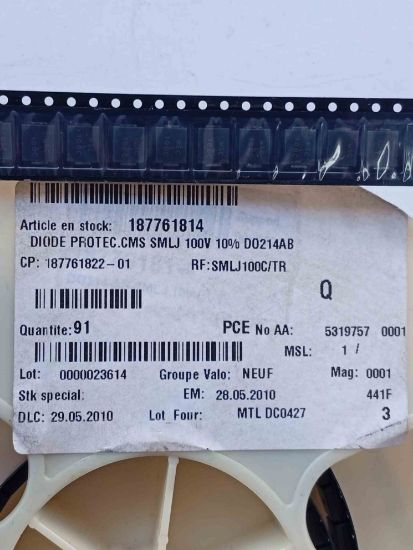 Article en stock: 187761814
DIODE PROTEC.CMS SMLJ 100V 10% DO214AB
CP: 187761822-01 RF:SMLJ100C/TR
Q
Quantite: 91 PCE No AA: 5319757 0001
MSL: 1 /
Lot: 0000023614 Groupe Valo: NEUF Mag: 0001
Stk special: EM: 28.05.2010 441F
DLC: 29.05.2010 Lot_Four: MTL DC0427 3